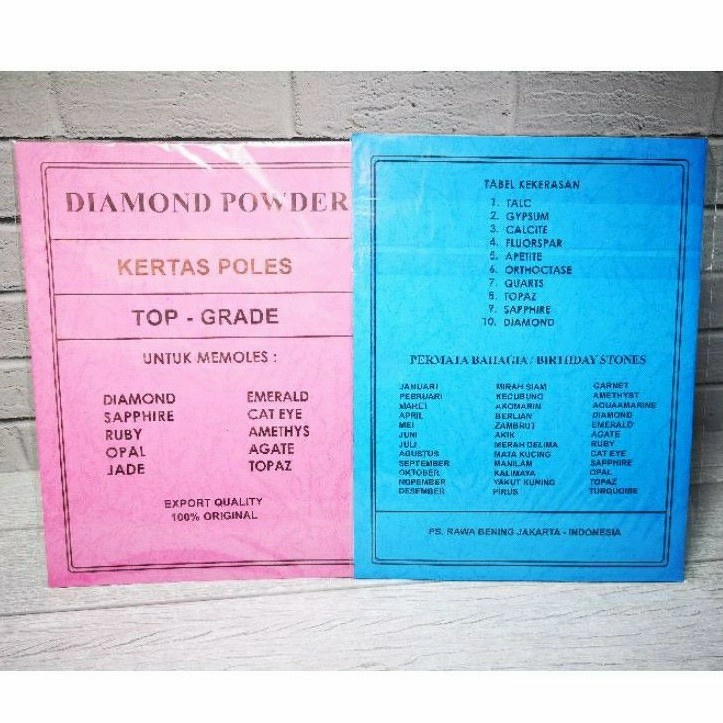 DIAMOND POWDER
KERTAS POLES
TOP - GRADE
UNTUK MEMOLES :
DIAMOND EMERALD
SAPPHIRE CAT EYE
RUBY AMETHYS
OPAL AGATE
JADE TOPAZ
EXPORT QUALITY
100% ORIGINAL
TABEL KEKERASAN
1. TALC
2. GYPSUM
3. CALCITE
4. FLUORSPAR
5. APETITE
6. ORTHOCTASE
7. QUARTS
8. TOPAZ
9. SAPPHIRE
10. DIAMOND
PERMATA BAHAGIA / BIRTHDAY STONES
JANUARI MIRAH SIAM GARNET
PEBRUARI KECUBUNG AMETHYST
MARET AKOMARIN AQUAAMARINE
APRIL BERLIAN DIAMOND
MEI ZAMBRUT EMERALD
JUNI AKIK AGATE
JULI MERAH DELIMA RUBY
AGUSTUS MATA KUCING CAT EYE
SEPTEMBER MANILAM SAPPHIRE
OKTOBER KALIMAYA OPAL
NOPEMBER YAKUT KUNING TOPAZ
DESEMBER PIRUS TURQUOISE
PS. RAWA BENING JAKARTA - INDONESIA